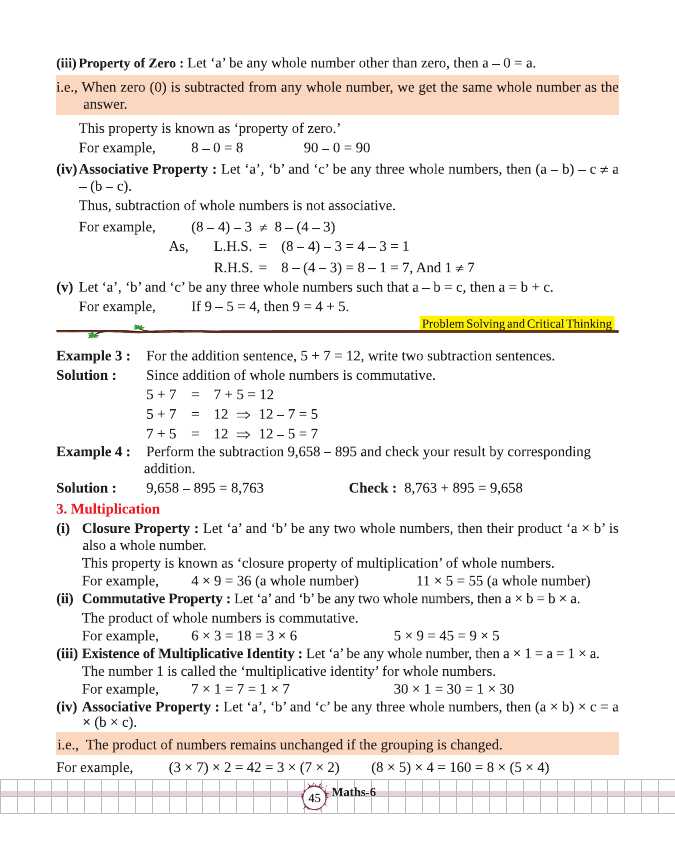 (iii) Property of Zero : Let ‘a’ be any whole number other than zero, then a – 0 = a.
i.e., When zero (0) is subtracted from any whole number, we get the same whole number as the
answer.
This property is known as ‘property of zero.’
For example, 8 – 0 = 8 90 – 0 = 90
(iv) Associative Property : Let ‘a’, ‘b’ and ‘c’ be any three whole numbers, then (a – b) – c ≠ a
– (b – c).
Thus, subtraction of whole numbers is not associative.
For example, (8 – 4) – 3 ≠ 8 – (4 – 3)
As, L.H.S. = (8 – 4) – 3 = 4 – 3 = 1
R.H.S. = 8 – (4 – 3) = 8 – 1 = 7, And 1 ≠ 7
(v) Let ‘a’, ‘b’ and ‘c’ be any three whole numbers such that a – b = c, then a = b + c.
For example, If 9 – 5 = 4, then 9 = 4 + 5.
Problem Solving and Critical Thinking
Example 3 : For the addition sentence, 5 + 7 = 12, write two subtraction sentences.
Solution : Since addition of whole numbers is commutative.
5 + 7 = 7 + 5 = 12
5 + 7 = 12 ⇒ 12 – 7 = 5
7 + 5 = 12 ⇒ 12 – 5 = 7
Example 4 : Perform the subtraction 9,658 – 895 and check your result by corresponding
addition.
Solution : 9,658 – 895 = 8,763 Check : 8,763 + 895 = 9,658
3. Multiplication
(i) Closure Property : Let ‘a’ and ‘b’ be any two whole numbers, then their product ‘a × b’ is
also a whole number.
This property is known as ‘closure property of multiplication’ of whole numbers.
For example, 4 × 9 = 36 (a whole number) 11 × 5 = 55 (a whole number)
(ii) Commutative Property : Let ‘a’ and ‘b’ be any two whole numbers, then a × b = b × a.
The product of whole numbers is commutative.
For example, 6 × 3 = 18 = 3 × 6 5 × 9 = 45 = 9 × 5
(iii) Existence of Multiplicative Identity : Let ‘a’ be any whole number, then a × 1 = a = 1 × a.
The number 1 is called the ‘multiplicative identity’ for whole numbers.
For example, 7 × 1 = 7 = 1 × 7 30 × 1 = 30 = 1 × 30
(iv) Associative Property : Let ‘a’, ‘b’ and ‘c’ be any three whole numbers, then (a × b) × c = a
× (b × c).
i.e., The product of numbers remains unchanged if the grouping is changed.
For example, (3 × 7) × 2 = 42 = 3 × (7 × 2) (8 × 5) × 4 = 160 = 8 × (5 × 4)
45 Maths-6